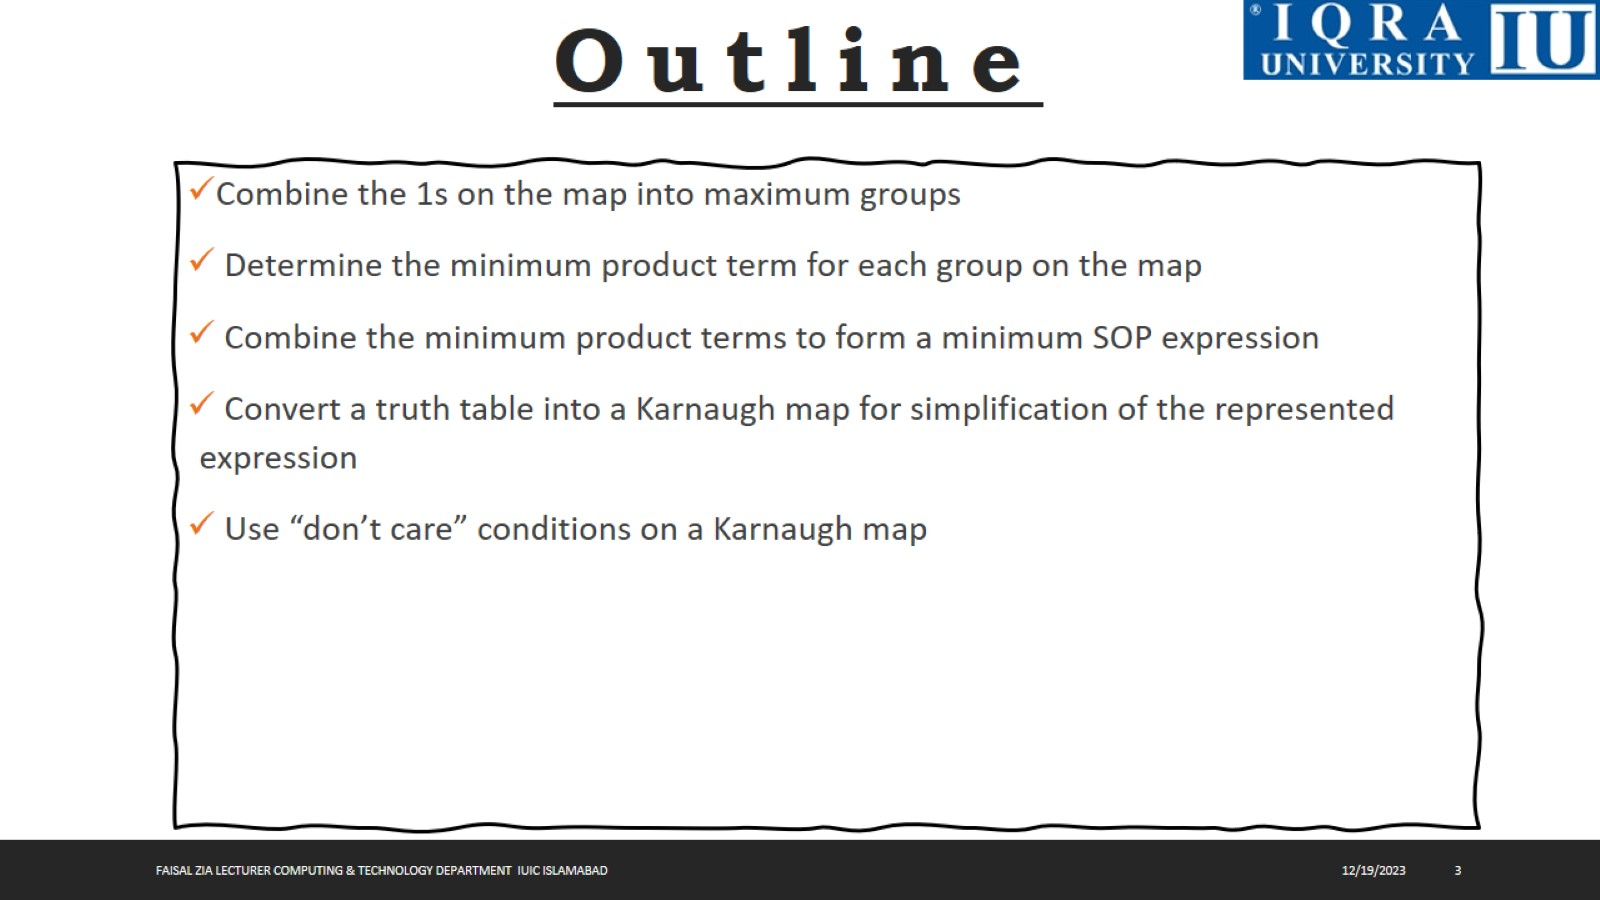 Outline
® IQRA
UNIVERSITY
IU
✓Combine the 1s on the map into maximum groups
✓ Determine the minimum product term for each group on the map
✓ Combine the minimum product terms to form a minimum SOP expression
✓ Convert a truth table into a Karnaugh map for simplification of the represented
expression
✓ Use “don’t care” conditions on a Karnaugh map
FAISAL ZIA LECTURER COMPUTING & TECHNOLOGY DEPARTMENT IUIC ISLAMABAD
12/19/2023
3